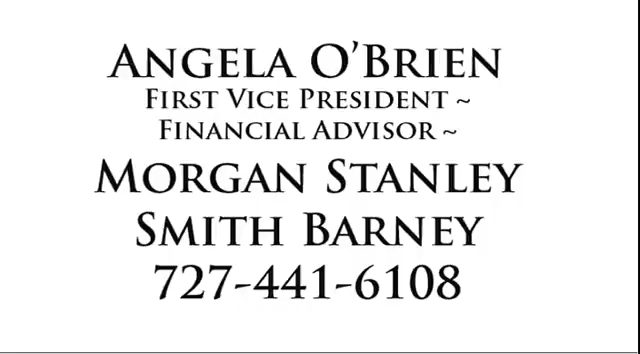 Angela O’Brien
First Vice President ~
Financial Advisor ~
Morgan Stanley
Smith Barney
727-441-6108